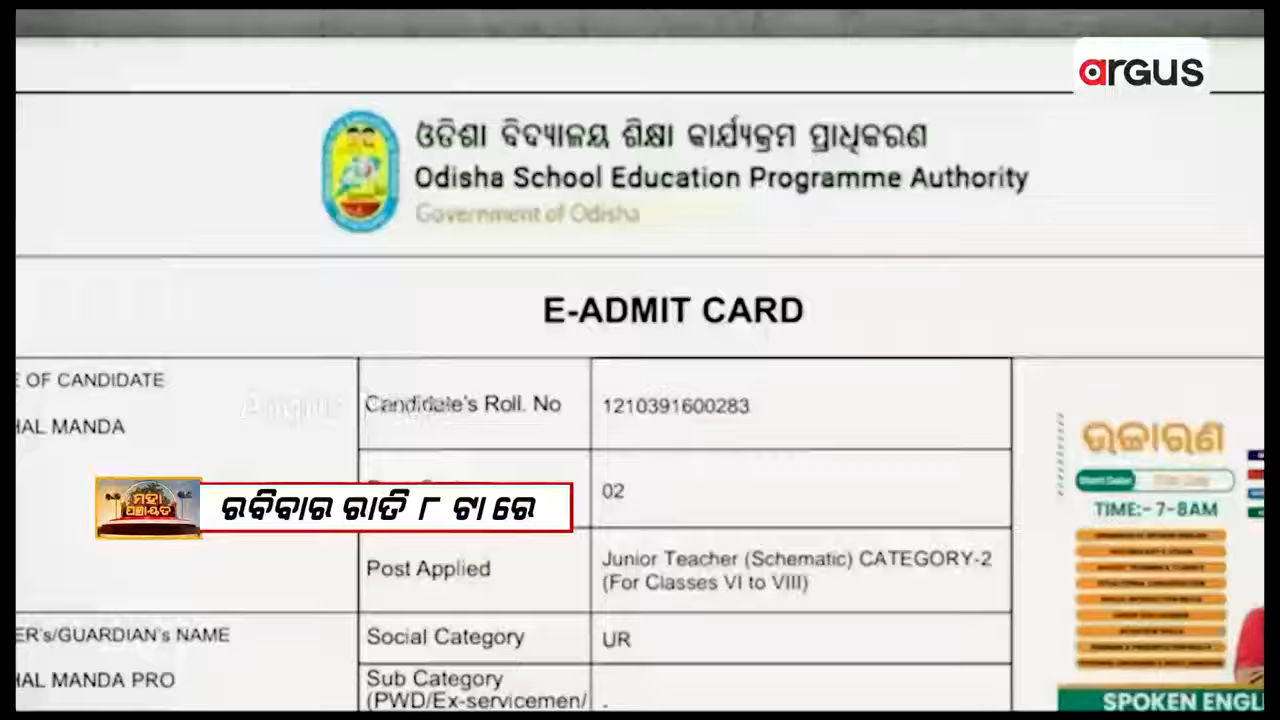 argus
ଓଡିଶା ବିଦ୍ୟାଳୟ ଶିକ୍ଷା କାର୍ଯ୍ୟକ୍ରମ ପ୍ରାଧିକରଣ
Odisha School Education Programme Authority
Government of Odisha
E-ADMIT CARD
E OF CANDIDATE
HAL MANDA
Candidate's Roll. No
1210391600283
02
ମହା
ପଞ୍ଚାୟତ
ରବିବାର ରାତି ୮ ଟା ରେ
Post Applied
Junior Teacher (Schematic) CATEGORY-2
(For Classes VI to VIII)
ER's/GUARDIAN's NAME
HAL MANDA PRO
Social Category
UR
Sub Category
(PWD/Ex-servicemen/
.
ଉଚ୍ଚାରଣ
TIME:- 7-8AM
SPOKEN ENGL